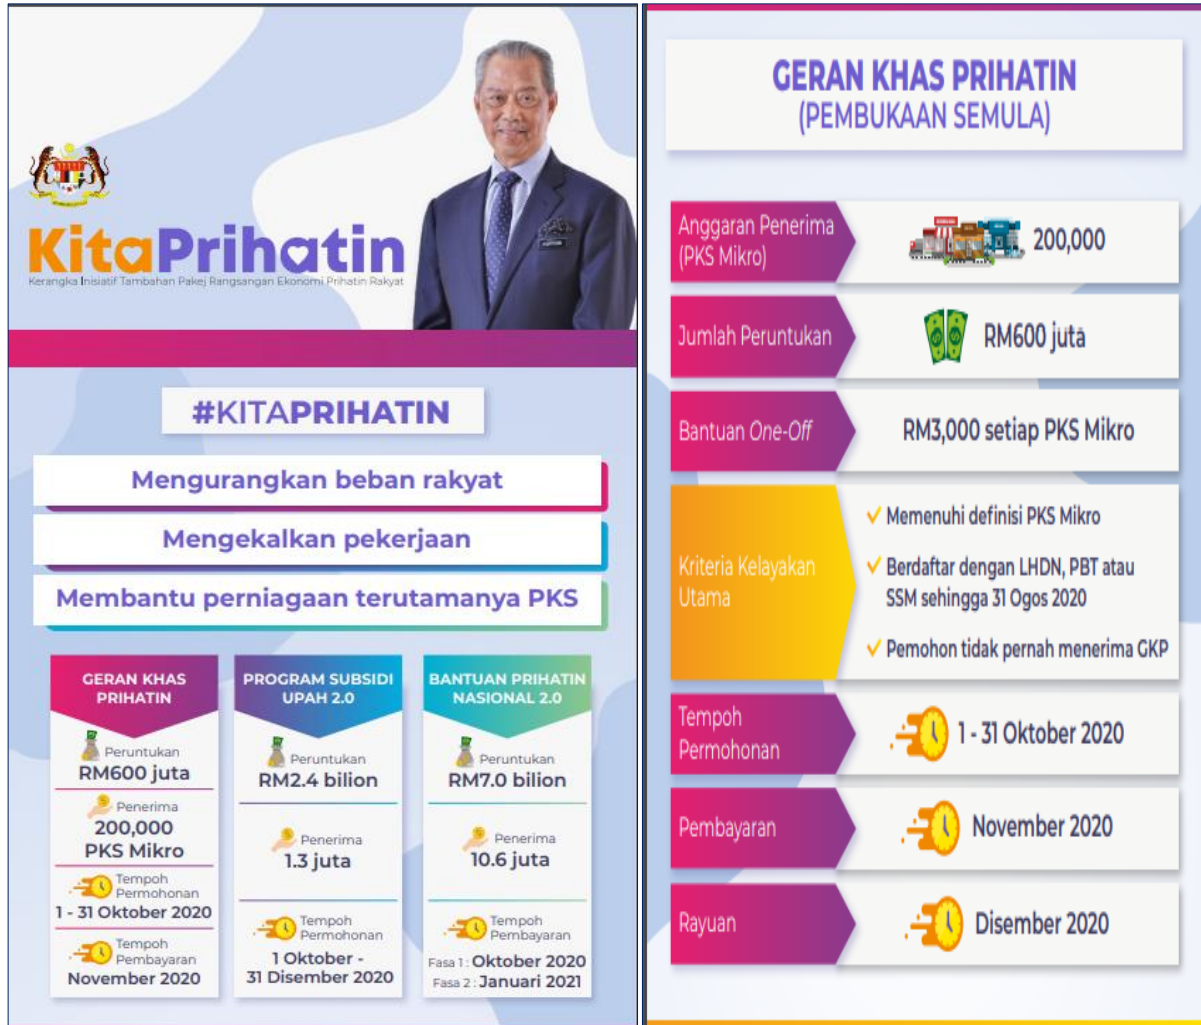 KitaPrihatin
Kerangka Inisiatif Tambahan Pakej Rangsangan Ekonomi Prihatin Rakyat
#KITAPRIHATIN
Mengurangkan beban rakyat
Mengekalkan pekerjaan
Membantu perniagaan terutamanya PKS
GERAN KHAS
PRIHATIN
Peruntukan
RM600 juta
Penerima
200,000
PKS Mikro
Tempoh
Permohonan
1 - 31 Oktober 2020
Tempoh
Pembayaran
November 2020
PROGRAM SUBSIDI
UPAH 2.0
Peruntukan
RM2.4 bilion
Penerima
1.3 juta
Tempoh
Permohonan
1 Oktober -
31 Disember 2020
BANTUAN PRIHATIN
NASIONAL 2.0
Peruntukan
RM7.0 bilion
Penerima
10.6 juta
Tempoh
Pembayaran
Fasa 1 : Oktober 2020
Fasa 2 : Januari 2021
GERAN KHAS PRIHATIN
(PEMBUKAAN SEMULA)
Anggaran Penerima
(PKS Mikro)
200,000
Jumlah Peruntukan
RM600 juta
Bantuan One-Off
RM3,000 setiap PKS Mikro
Kriteria Kelayakan
Utama
Memenuhi definisi PKS Mikro
Berdaftar dengan LHDN, PBT atau
SSM sehingga 31 Ogos 2020
Pemohon tidak pernah menerima GKP
Tempoh
Permohonan
1 - 31 Oktober 2020
Pembayaran
November 2020
Rayuan
Disember 2020